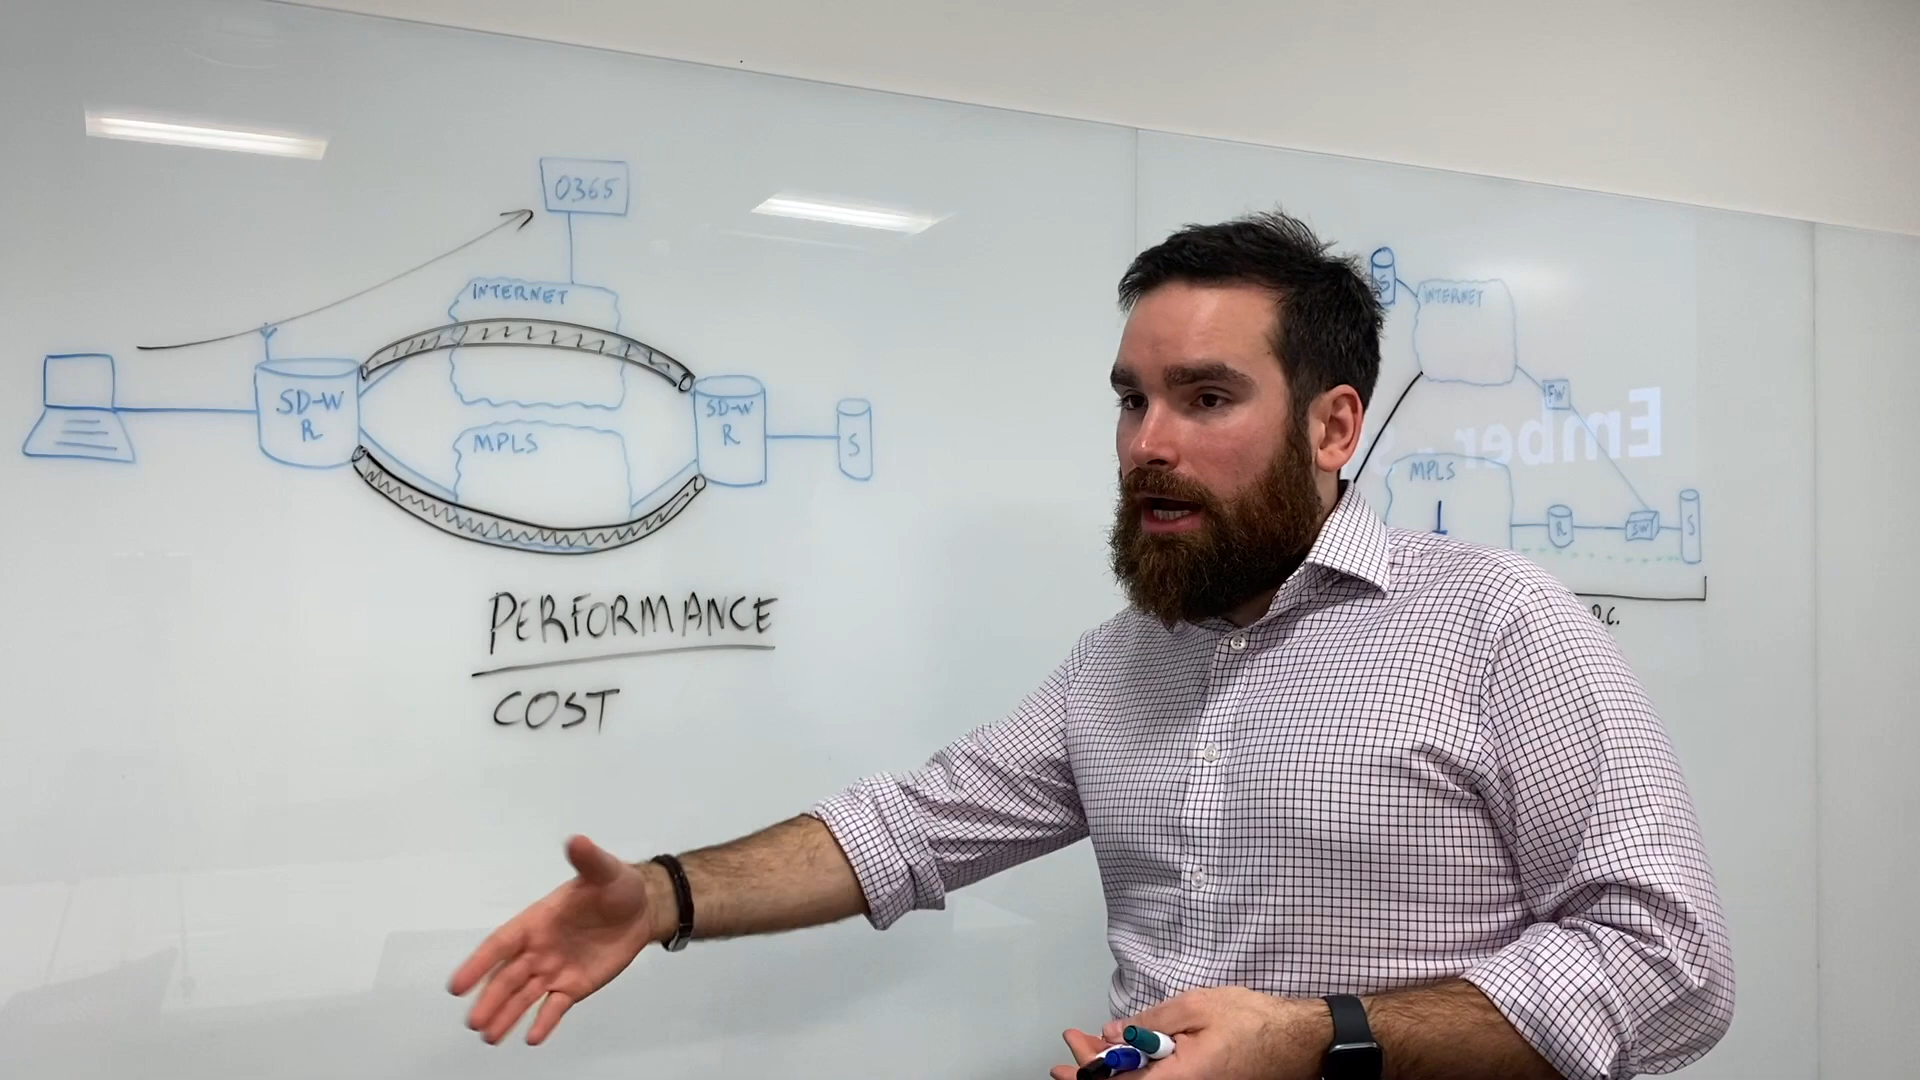 O365
INTERNET
SD-W
R
SD-W
R
S
MPLS
PERFORMANCE
COST
S
INTERNET
FW
Ember
MPLS
R
SW
S
D.C.